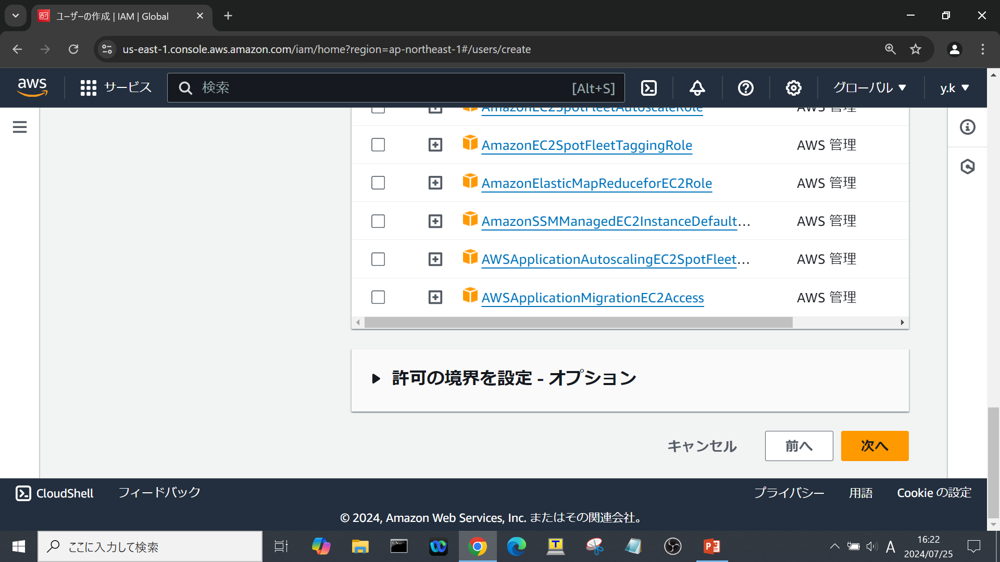 ユーザーの作成 | IAM | Global
us-east-1.console.aws.amazon.com/iam/home?region=ap-northeast-1#/users/create
aws サービス 検索 [Alt+S] グローバル y.k
AmazonEC2SpotFleetAutoscaleRole AWS 管理
AmazonEC2SpotFleetTaggingRole AWS 管理
AmazonElasticMapReduceforEC2Role AWS 管理
AmazonSSMManagedEC2InstanceDefault... AWS 管理
AWSApplicationAutoscalingEC2SpotFleet... AWS 管理
AWSApplicationMigrationEC2Access AWS 管理
許可の境界を設定 - オプション
キャンセル 前へ 次へ
CloudShell フィードバック プライバシー 用語 Cookie の設定
© 2024, Amazon Web Services, Inc. またはその関連会社。
ここに入力して検索 A 16:22
2024/07/25